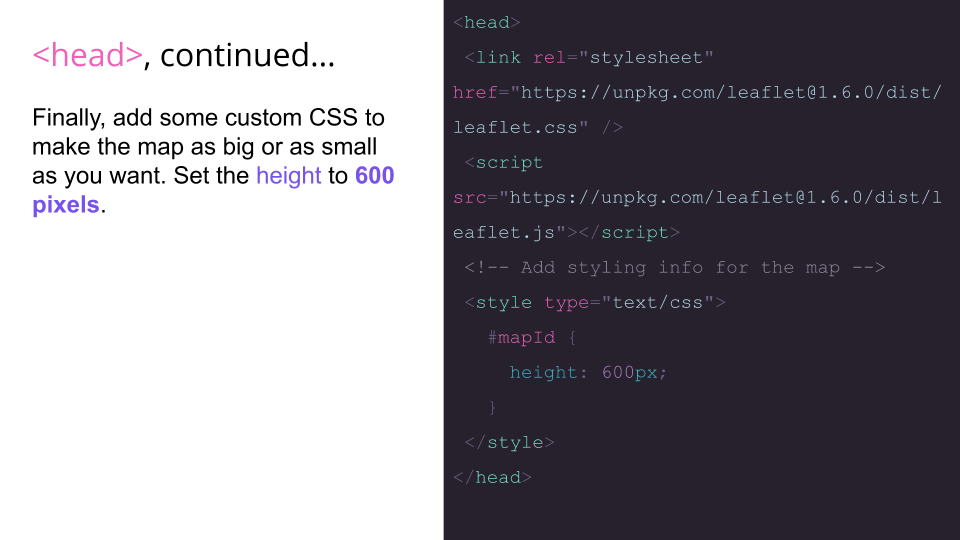 <head>, continued...
Finally, add some custom CSS to
make the map as big or as small
as you want. Set the height to 600
pixels.
<head>
<link rel="stylesheet"
href="https://unpkg.com/leaflet@1.6.0/dist/
leaflet.css" />
<script
src="https://unpkg.com/leaflet@1.6.0/dist/l
eaflet.js"></script>
<!-- Add styling info for the map -->
<style type="text/css">
#mapId {
height: 600px;
}
</style>
</head>